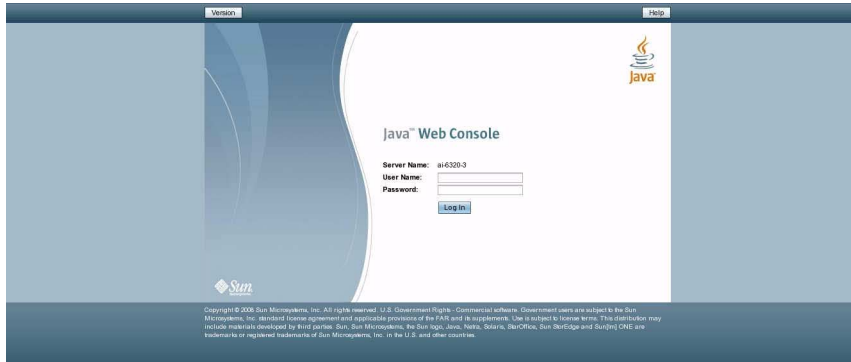 Version
Help
Java
Java™ Web Console
Server Name: ai-6320-3
User Name:
Password:
Log In
Sun
Copyright © 2008 Sun Microsystems, Inc. All rights reserved. U.S. Government Rights - Commercial software. Government users are subject to the Sun
Microsystems, Inc. standard license agreement and applicable provisions of the FAR and its supplements. Use is subject to license terms. This distribution may
include materials developed by third parties. Sun, Sun Microsystems, the Sun logo, Java, Netra, Solaris, StarOffice, Sun StorEdge and Sun[tm] ONE are
trademarks or registered trademarks of Sun Microsystems, Inc. in the U.S. and other countries.